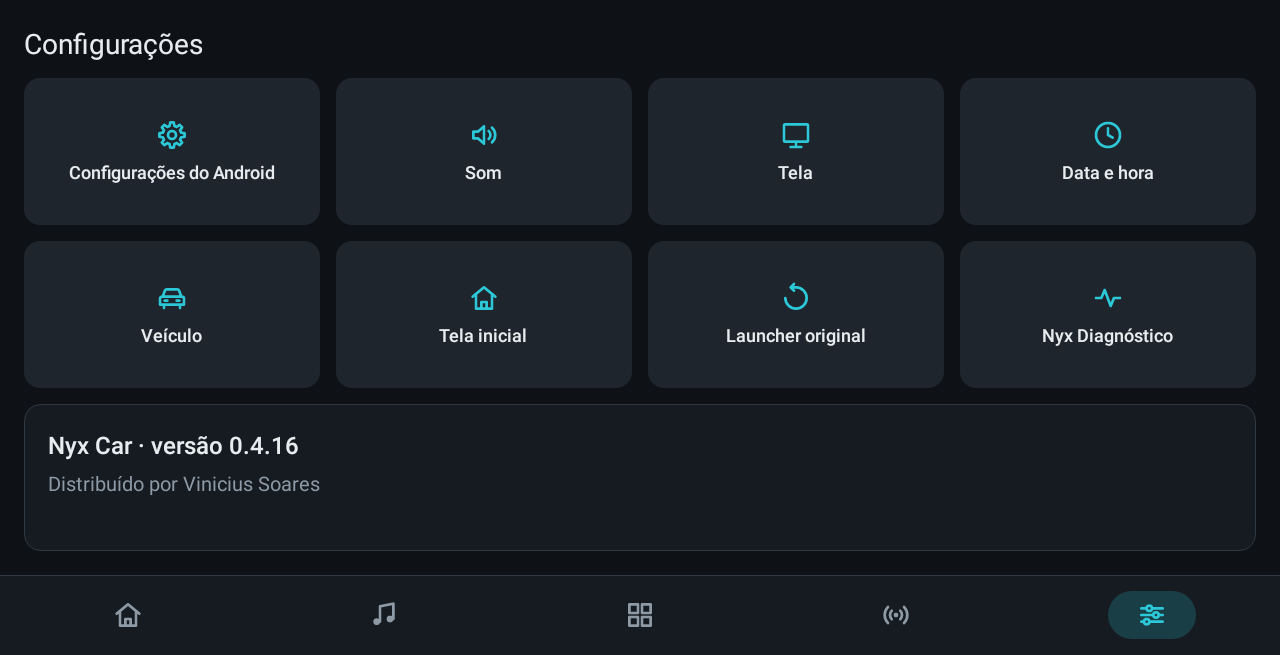 Configurações
Configurações do Android
Som
Tela
Data e hora
Veículo
Tela inicial
Launcher original
Nyx Diagnóstico
Nyx Car · versão 0.4.16
Distribuído por Vinicius Soares